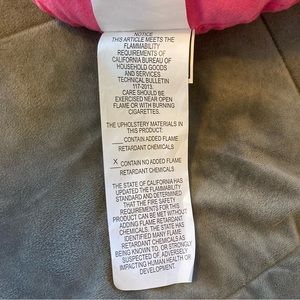 NOTICE
THIS ARTICLE MEETS THE
FLAMMABILITY
REQUIREMENTS OF
CALIFORNIA BUREAU OF
HOUSEHOLD GOODS
AND SERVICES
TECHNICAL BULLETIN
117-2013.
CARE SHOULD BE
EXERCISED NEAR OPEN
FLAME OR WITH BURNING
CIGARETTES.
THE UPHOLSTERY MATERIALS IN
THIS PRODUCT:
CONTAIN ADDED FLAME
RETARDANT CHEMICALS
X CONTAIN NO ADDED FLAME
RETARDANT CHEMICALS
THE STATE OF CALIFORNIA HAS
UPDATED THE FLAMMABILITY
STANDARD AND DETERMINED
THAT THE FIRE SAFETY
REQUIREMENTS FOR THIS
PRODUCT CAN BE MET WITHOUT
ADDING FLAME RETARDANT
CHEMICALS. THE STATE HAS
IDENTIFIED MANY FLAME
RETARDANT CHEMICALS AS
BEING KNOWN TO, OR STRONGLY
SUSPECTED OF, ADVERSELY
IMPACTING HUMAN HEALTH OR
DEVELOPMENT.